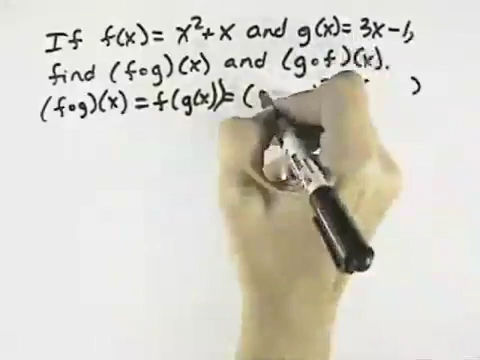 If f(x) = x²+x and g(x) = 3x-1,
find (f∘g)(x) and (g∘f)(x).
(f∘g)(x) = f(g(x)) = (        )